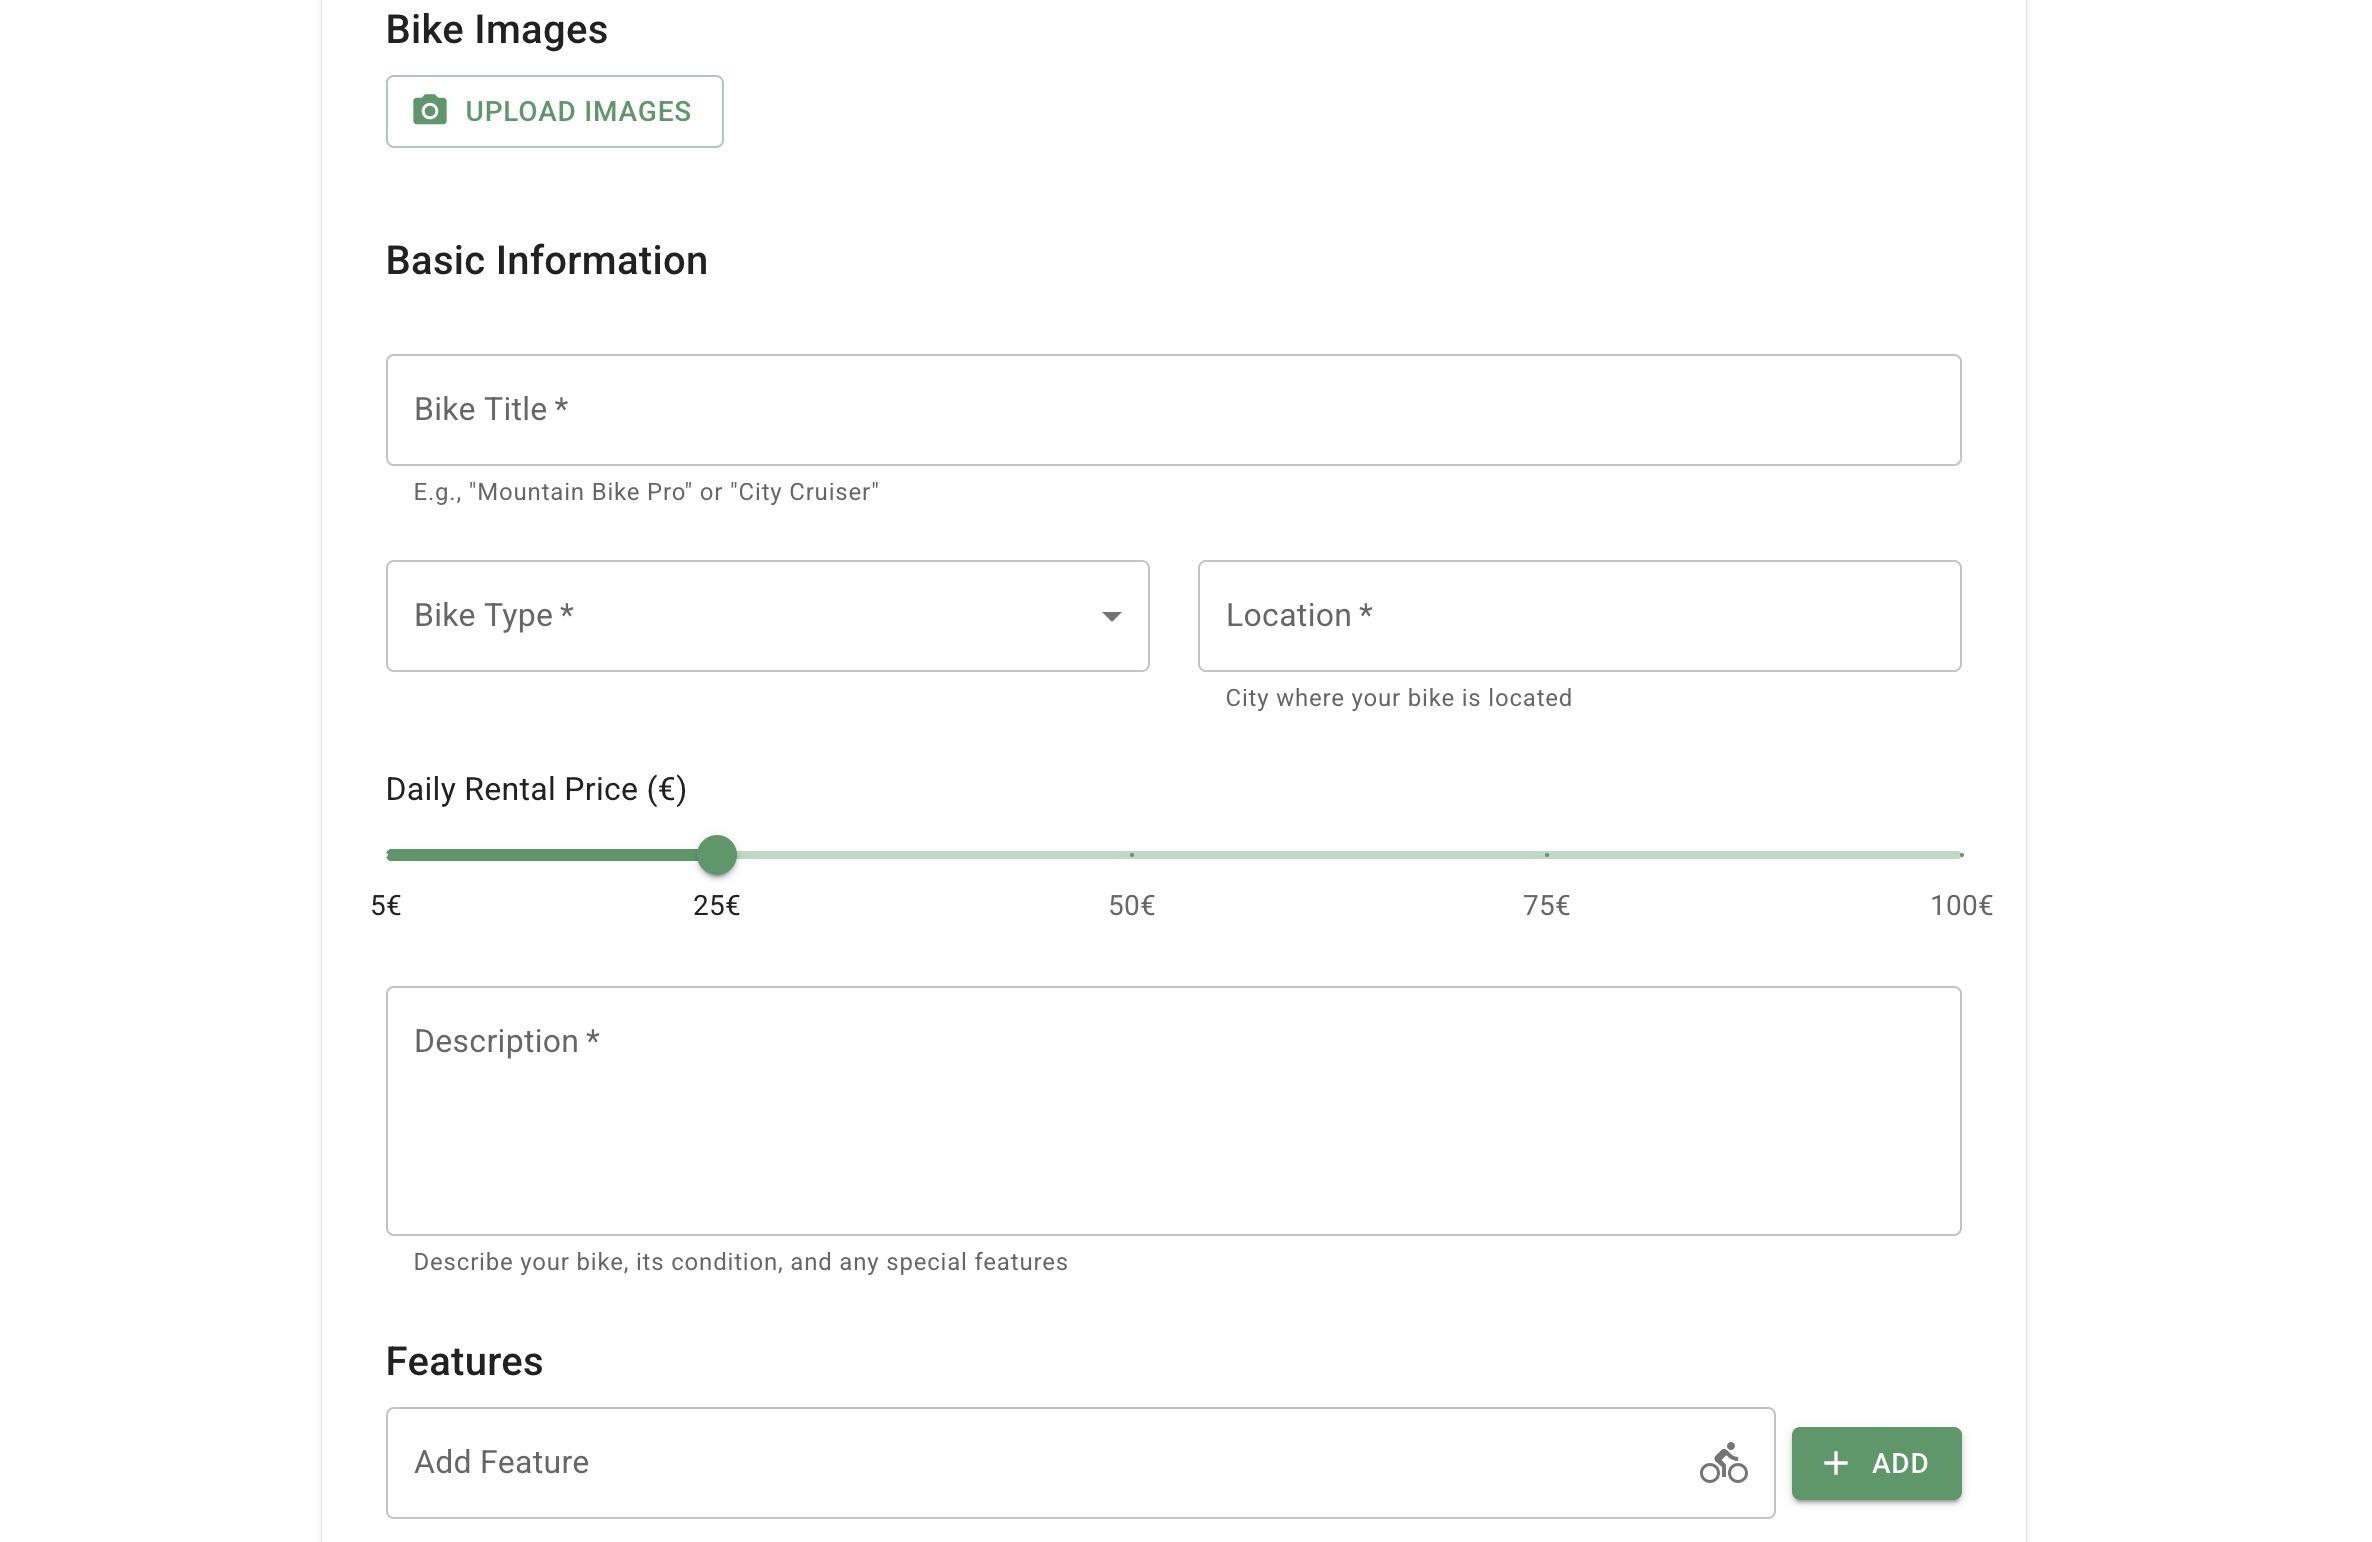 Bike Images
UPLOAD IMAGES
Basic Information
Bike Title *
E.g., "Mountain Bike Pro" or "City Cruiser"
Bike Type *
Location *
City where your bike is located
Daily Rental Price (€)
5€ 25€ 50€ 75€ 100€
Description *
Describe your bike, its condition, and any special features
Features
Add Feature
+ ADD